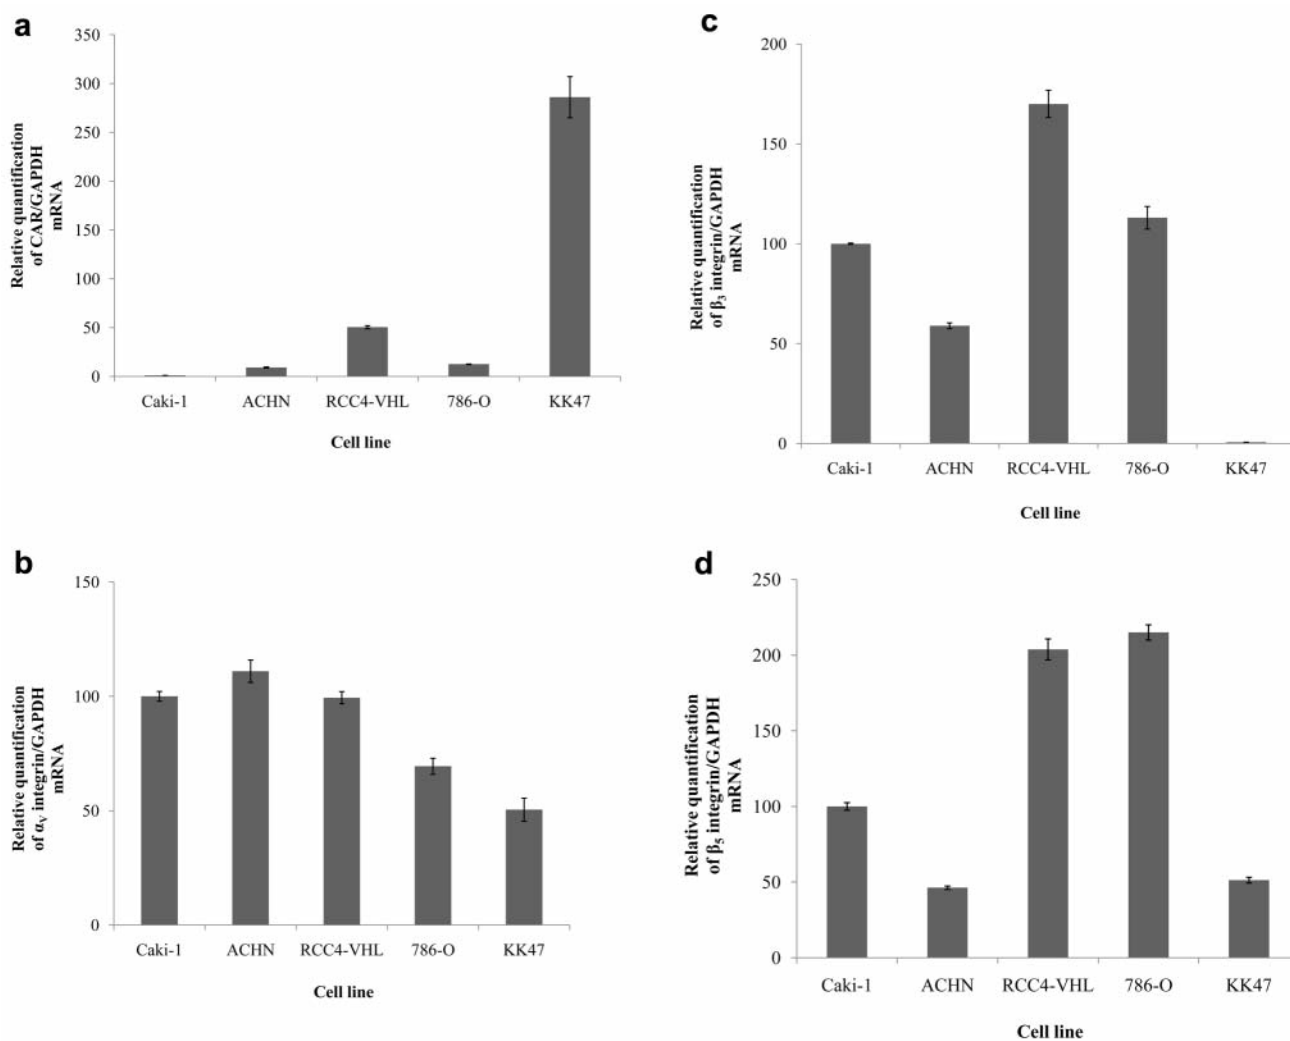 a
350
300
250
200
150
100
50
0
Relative quantification
of CAR/GAPDH
mRNA
Caki-1 ACHN RCC4-VHL 786-O KK47
Cell line
b
150
100
50
0
Relative quantification
of αV integrin/GAPDH
mRNA
Caki-1 ACHN RCC4-VHL 786-O KK47
Cell line
c
200
150
100
50
0
Relative quantification
of β3 integrin/GAPDH
mRNA
Caki-1 ACHN RCC4-VHL 786-O KK47
Cell line
d
250
200
150
100
50
0
Relative quantification
of β5 integrin/GAPDH
mRNA
Caki-1 ACHN RCC4-VHL 786-O KK47
Cell line